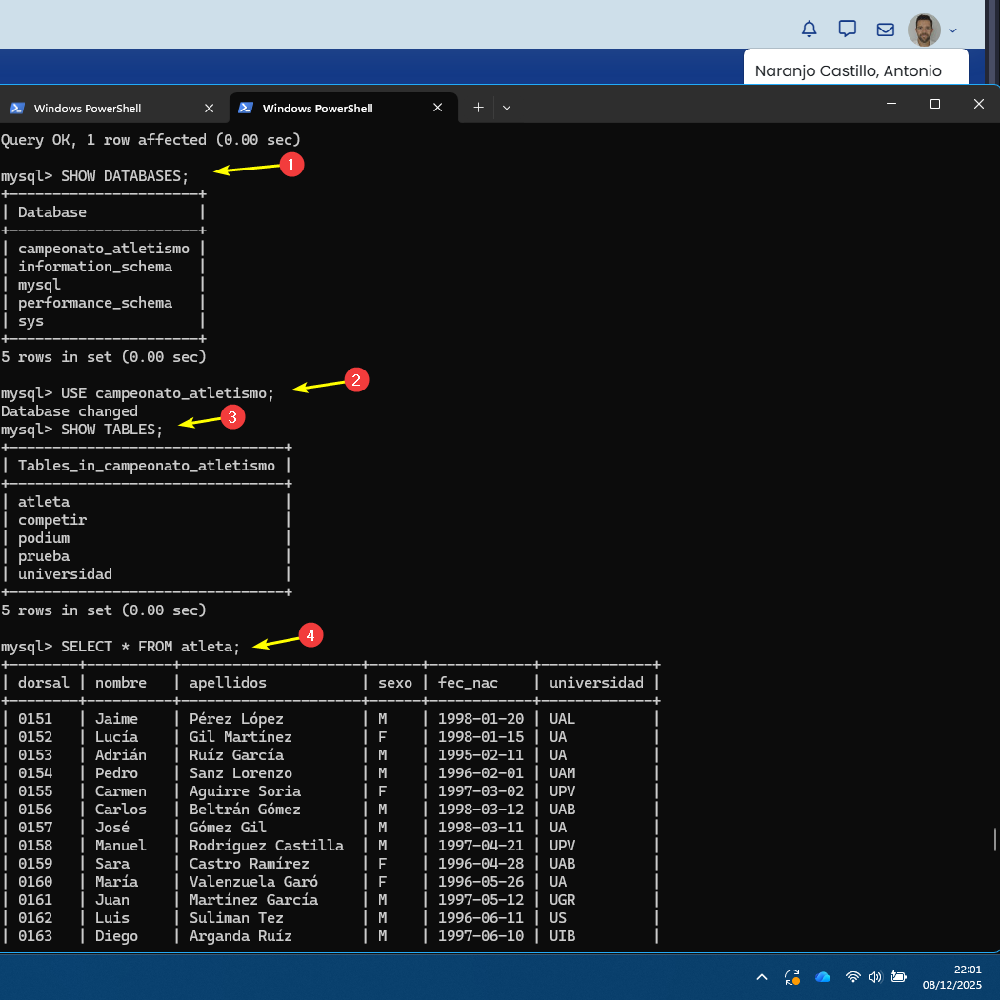 Naranjo Castillo, Antonio
Windows PowerShell
Windows PowerShell
Query OK, 1 row affected (0.00 sec)
1
mysql> SHOW DATABASES;
+----------------------+
| Database             |
+----------------------+
| campeonato_atletismo |
| information_schema   |
| mysql                |
| performance_schema   |
| sys                  |
+----------------------+
5 rows in set (0.00 sec)
2
mysql> USE campeonato_atletismo;
Database changed
3
mysql> SHOW TABLES;
+--------------------------------+
| Tables_in_campeonato_atletismo |
+--------------------------------+
| atleta                         |
| competir                       |
| podium                         |
| prueba                         |
| universidad                    |
+--------------------------------+
5 rows in set (0.00 sec)
4
mysql> SELECT * FROM atleta;
+--------+----------+---------------------+------+------------+-------------+
| dorsal | nombre   | apellidos           | sexo | fec_nac    | universidad |
+--------+----------+---------------------+------+------------+-------------+
| 0151   | Jaime    | Pérez López         | M    | 1998-01-20 | UAL         |
| 0152   | Lucía    | Gil Martínez        | F    | 1998-01-15 | UA          |
| 0153   | Adrián   | Ruíz García         | M    | 1995-02-11 | UA          |
| 0154   | Pedro    | Sanz Lorenzo        | M    | 1996-02-01 | UAM         |
| 0155   | Carmen   | Aguirre Soria       | F    | 1997-03-02 | UPV         |
| 0156   | Carlos   | Beltrán Gómez       | M    | 1998-03-12 | UAB         |
| 0157   | José     | Gómez Gil           | M    | 1998-03-11 | UA          |
| 0158   | Manuel   | Rodríguez Castilla  | M    | 1997-04-21 | UPV         |
| 0159   | Sara     | Castro Ramírez      | F    | 1996-04-28 | UAB         |
| 0160   | María    | Valenzuela Garó     | F    | 1996-05-26 | UA          |
| 0161   | Juan     | Martínez García     | M    | 1997-05-12 | UGR         |
| 0162   | Luis     | Suliman Tez         | M    | 1996-06-11 | US          |
| 0163   | Diego    | Arganda Ruíz        | M    | 1997-06-10 | UIB         |
22:01
08/12/2025